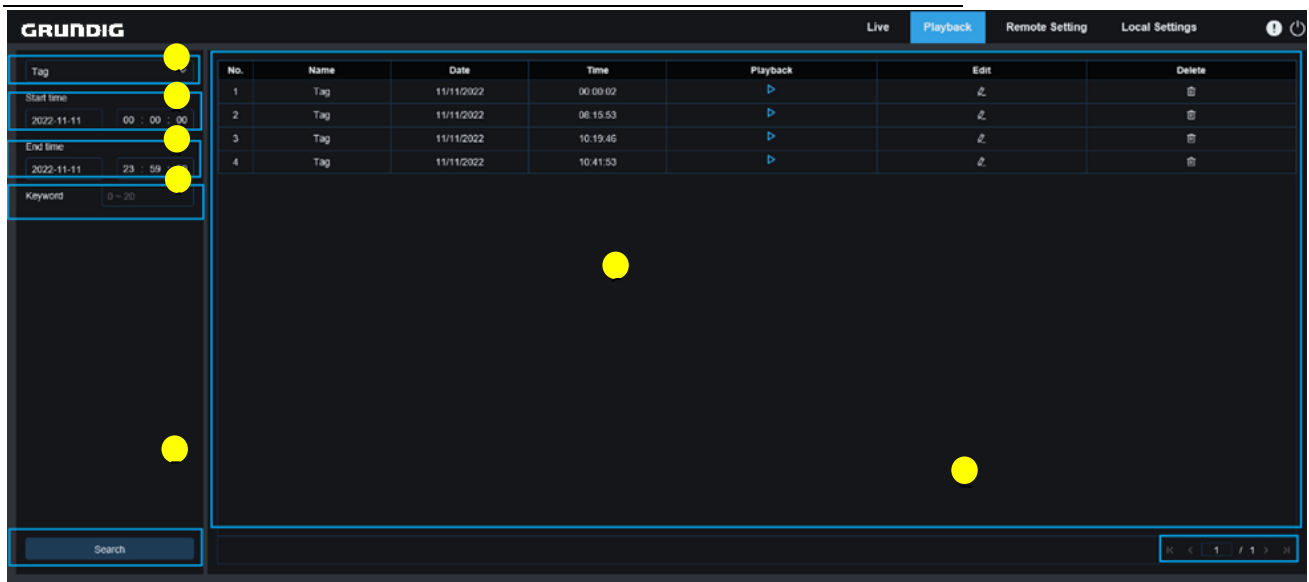 GRUNDIG Live Playback Remote Setting Local Settings
Tag
Start time
2022-11-11 00 : 00 : 00
End time
2022-11-11 23 : 59 :
Keyword 0 ~ 20
Search
No. Name Date Time Playback Edit Delete
1 Tag 11/11/2022 00:00:02
2 Tag 11/11/2022 08:15:53
3 Tag 11/11/2022 10:19:46
4 Tag 11/11/2022 10:41:53
1 / 1